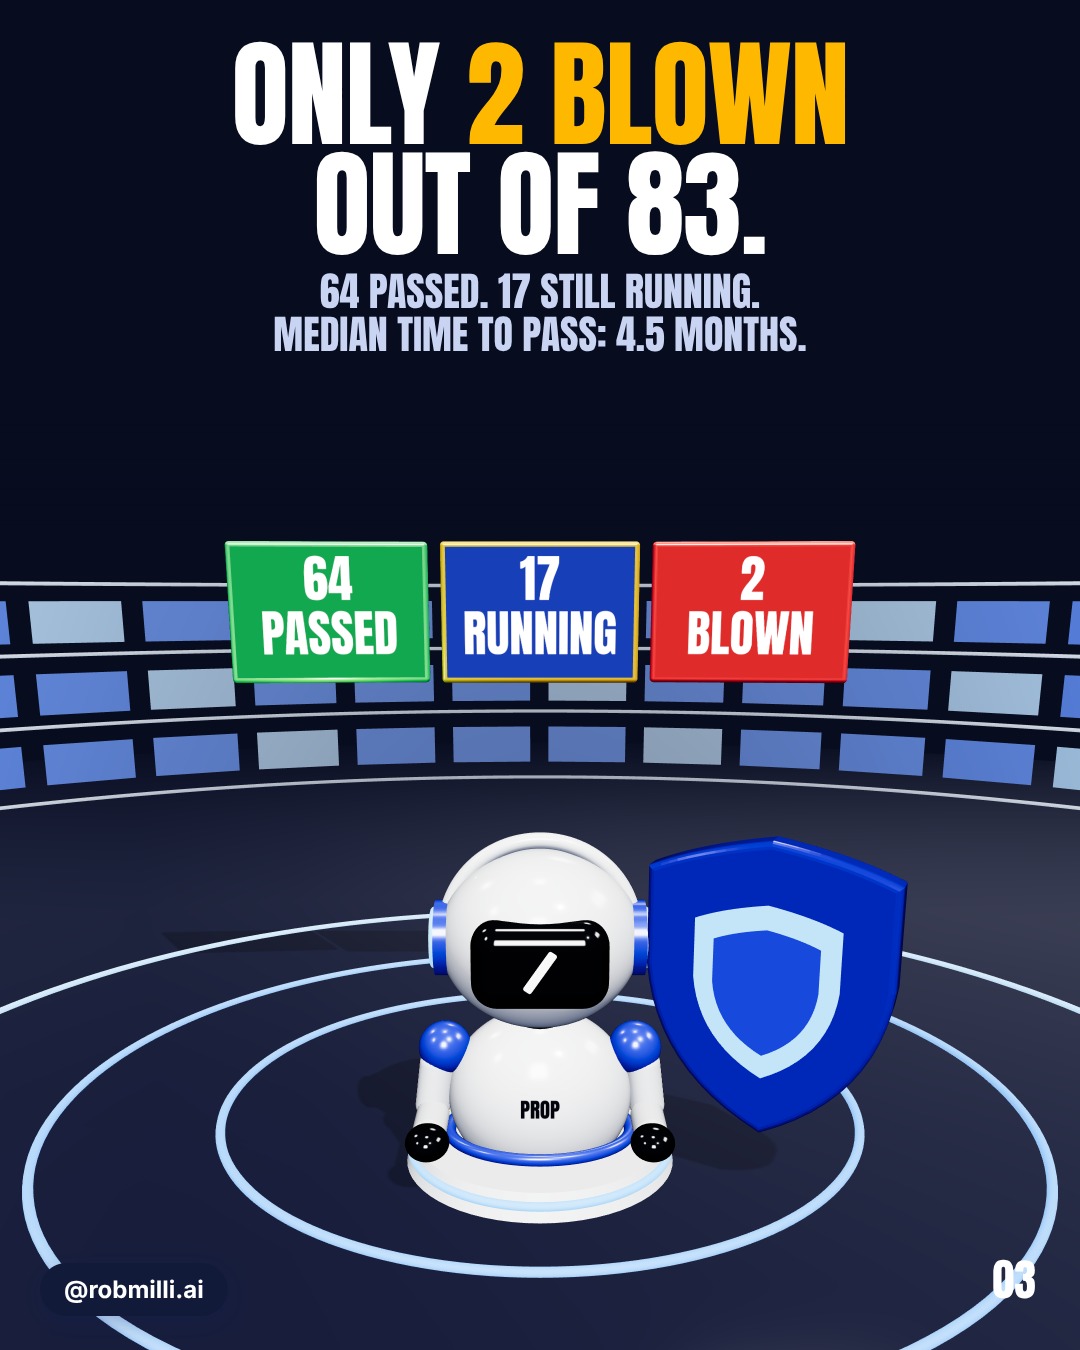 ONLY 2 BLOWN
OUT OF 83.
64 PASSED. 17 STILL RUNNING.
MEDIAN TIME TO PASS: 4.5 MONTHS.
64
PASSED
17
RUNNING
2
BLOWN
PROP
@robmilli.ai
03